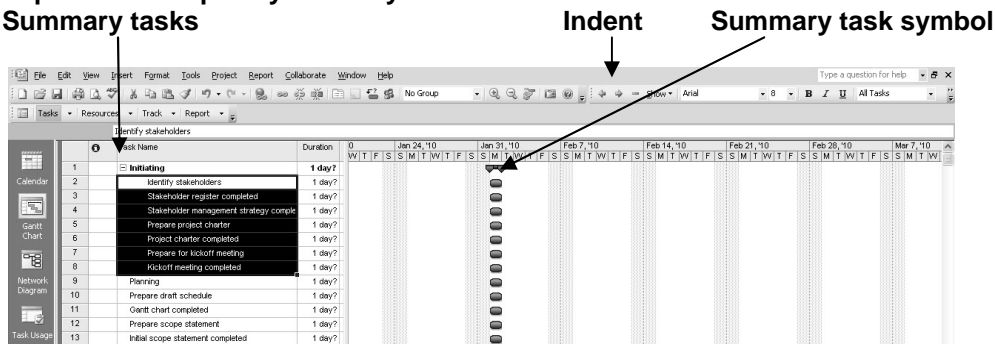 Summary tasks Indent Summary task symbol
File Edit View Insert Format Tools Project Report Collaborate Window Help Type a question for help
No Group Show Arial 8 B I U All Tasks
Tasks Resources Track Report
Identify stakeholders
Task Name Duration 0 Jan 24, '10 Jan 31, '10 Feb 7, '10 Feb 14, '10 Feb 21, '10 Feb 28, '10 Mar 7, '10
W T F S S M T W T F S S M T W T F S S M T W T F S S M T W T F S S M T W T F S S M T W T F S S M T W
1 Initiating 1 day?
Calendar 2 Identify stakeholders 1 day?
3 Stakeholder register completed 1 day?
4 Stakeholder management strategy comple 1 day?
Gantt Chart 5 Prepare project charter 1 day?
6 Project charter completed 1 day?
7 Prepare for kickoff meeting 1 day?
8 Kickoff meeting completed 1 day?
Network Diagram 9 Planning 1 day?
10 Prepare draft schedule 1 day?
11 Gantt chart completed 1 day?
12 Prepare scope statement 1 day?
Task Usage 13 Initial scope statement completed 1 day?